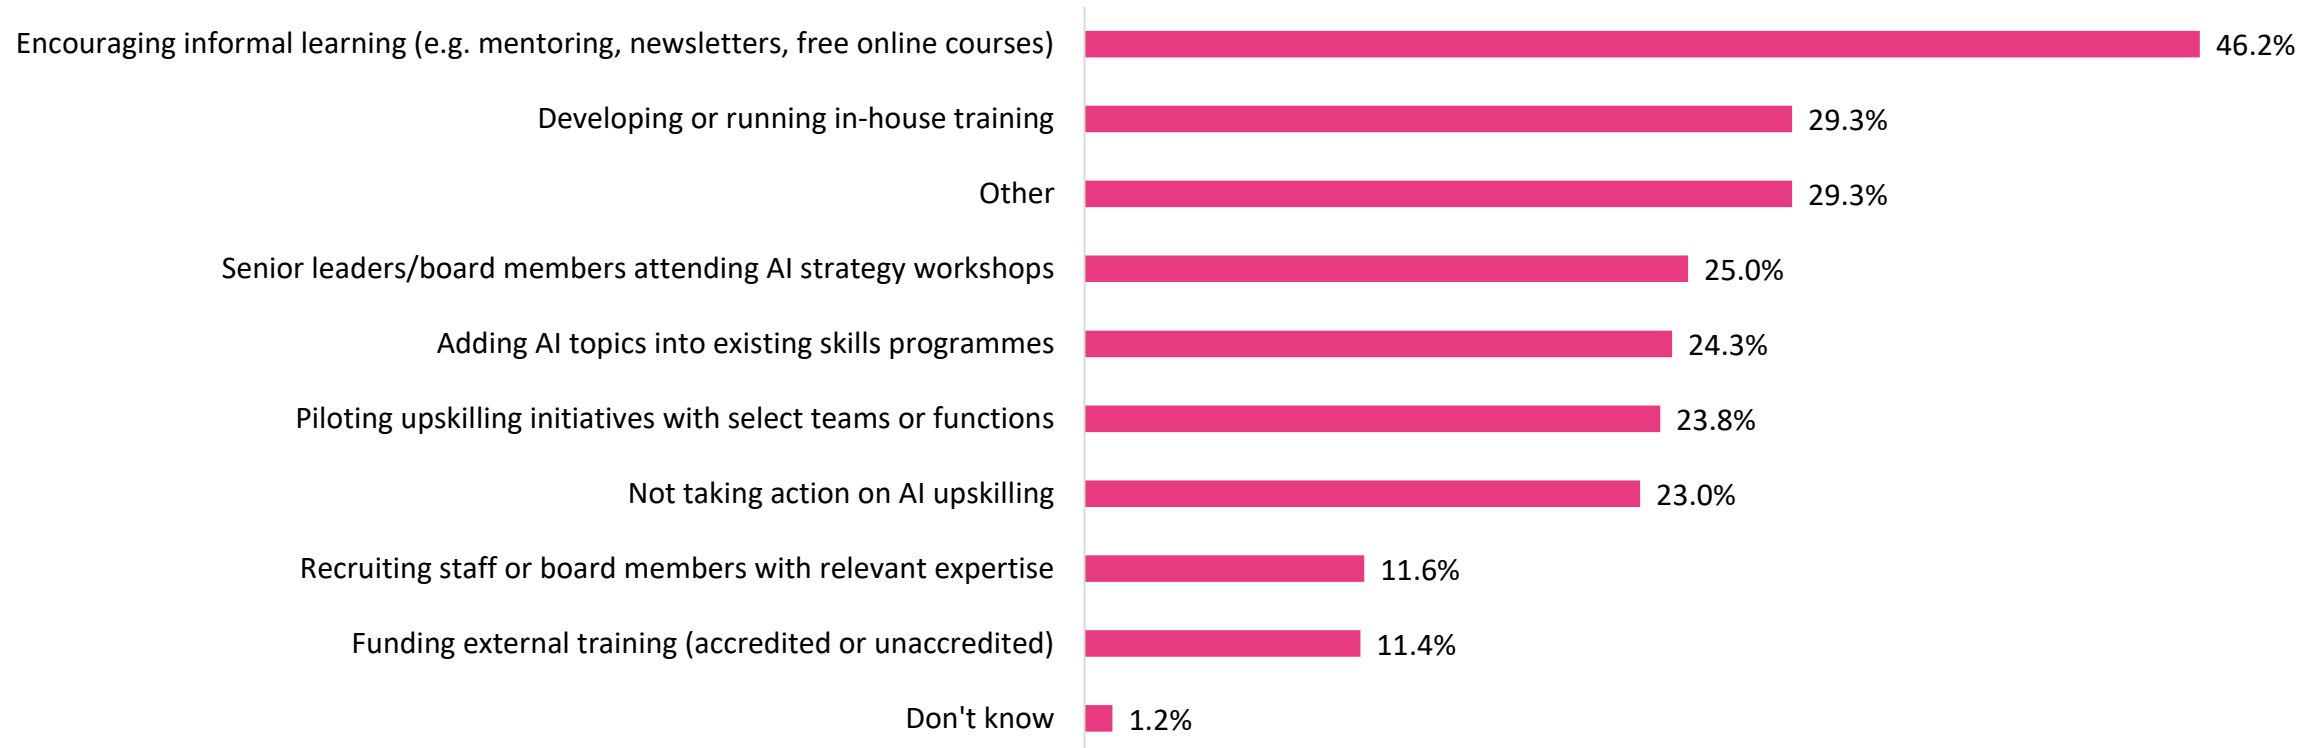 Encouraging informal learning (e.g. mentoring, newsletters, free online courses) 46.2%
Developing or running in-house training 29.3%
Other 29.3%
Senior leaders/board members attending AI strategy workshops 25.0%
Adding AI topics into existing skills programmes 24.3%
Piloting upskilling initiatives with select teams or functions 23.8%
Not taking action on AI upskilling 23.0%
Recruiting staff or board members with relevant expertise 11.6%
Funding external training (accredited or unaccredited) 11.4%
Don't know 1.2%